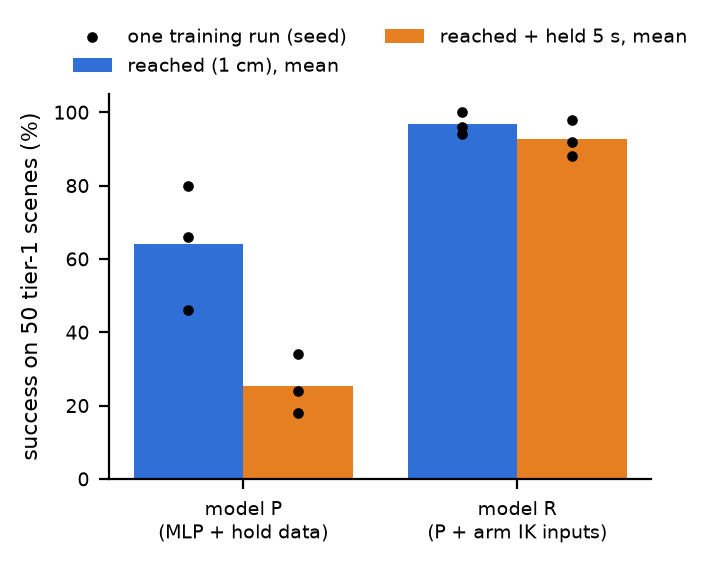 one training run (seed)
reached (1 cm), mean
reached + held 5 s, mean
success on 50 tier-1 scenes (%)
100
80
60
40
20
0
model P
(MLP + hold data)
model R
(P + arm IK inputs)